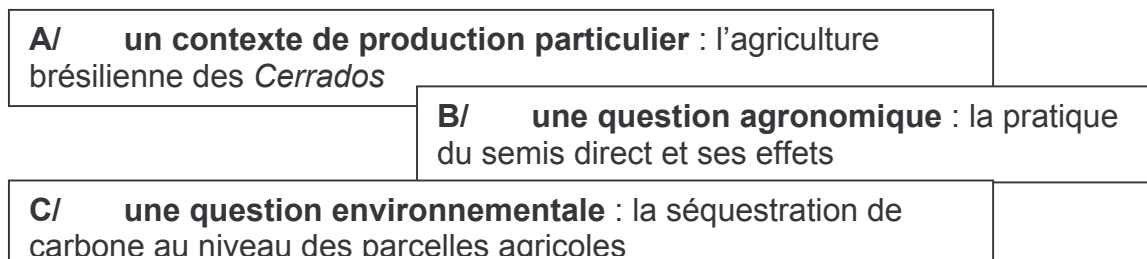 A/ un contexte de production particulier : l’agriculture
brésilienne des Cerrados
B/ une question agronomique : la pratique
du semis direct et ses effets
C/ une question environnementale : la séquestration de
carbone au niveau des parcelles agricoles